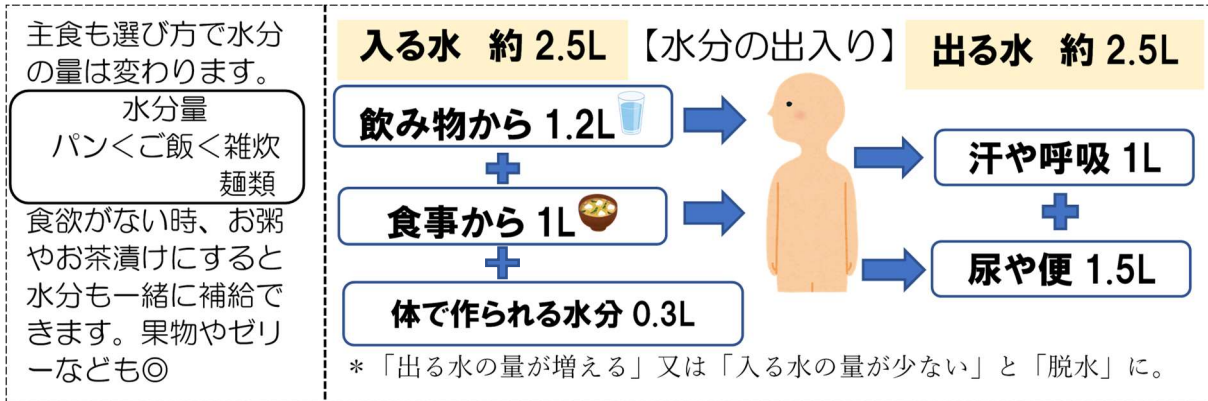 主食も選び方で水分
の量は変わります。
水分量
パン<ご飯<雑炊
麺類
食欲がない時、お粥
やお茶漬けにすると
水分も一緒に補給で
きます。果物やゼリ
ーなども◎
入る水 約 2.5L
【水分の出入り】
出る水 約 2.5L
飲み物から 1.2L
+
食事から 1L
+
体で作られる水分 0.3L
汗や呼吸 1L
+
尿や便 1.5L
*「出る水の量が増える」又は「入る水の量が少ない」と「脱水」に。